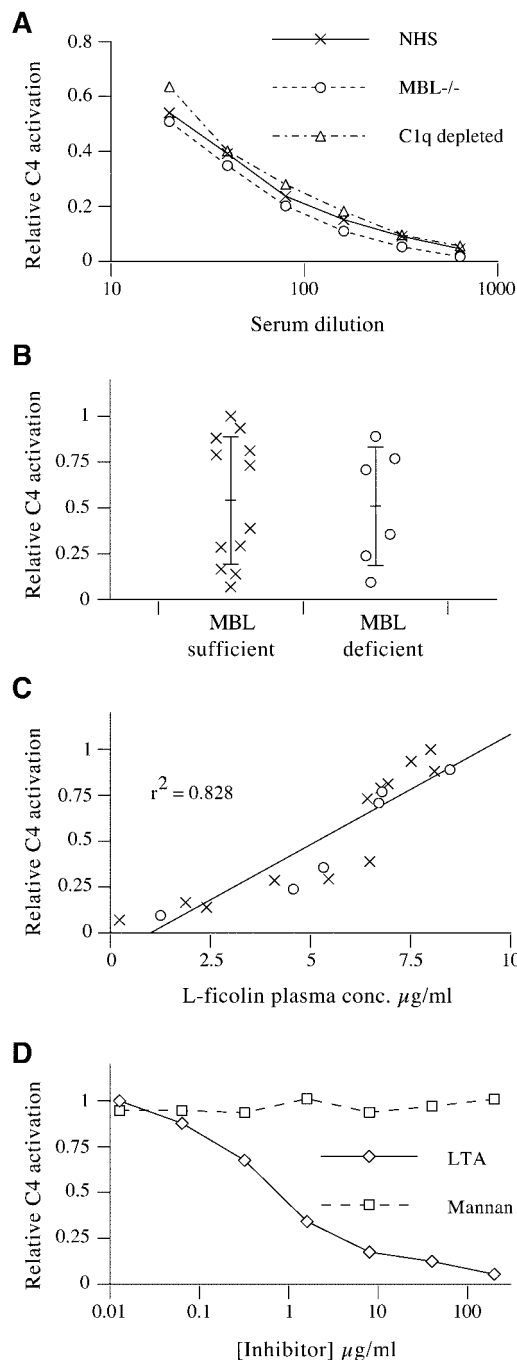 A
Relative C4 activation
0.8
0.6
0.4
0.2
0
10
100
1000
Serum dilution
NHS
MBL-/-
C1q depleted
B
Relative C4 activation
1
0.75
0.5
0.25
0
MBL sufficient
MBL deficient
C
Relative C4 activation
1
0.75
0.5
0.25
0
r² = 0.828
0
2.5
5
7.5
10
L-ficolin plasma conc. µg/ml
D
Relative C4 activation
1
0.75
0.5
0.25
0
LTA
Mannan
0.01
0.1
1
10
100
[Inhibitor] µg/ml